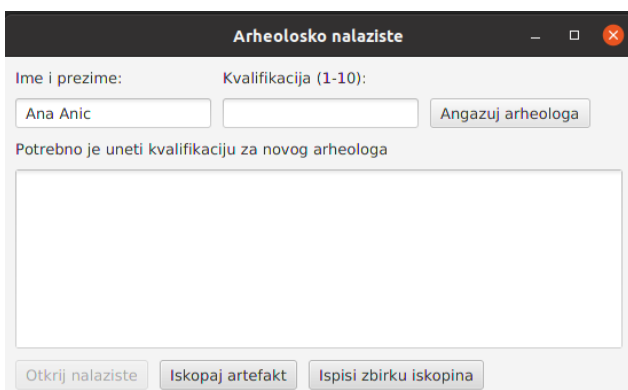 Arheolosko nalaziste
Ime i prezime: Kvalifikacija (1-10):
Ana Anic Angazuj arheologa
Potrebno je uneti kvalifikaciju za novog arheologa
Otkrij nalaziste Iskopaj artefakt Ispisi zbirku iskopina